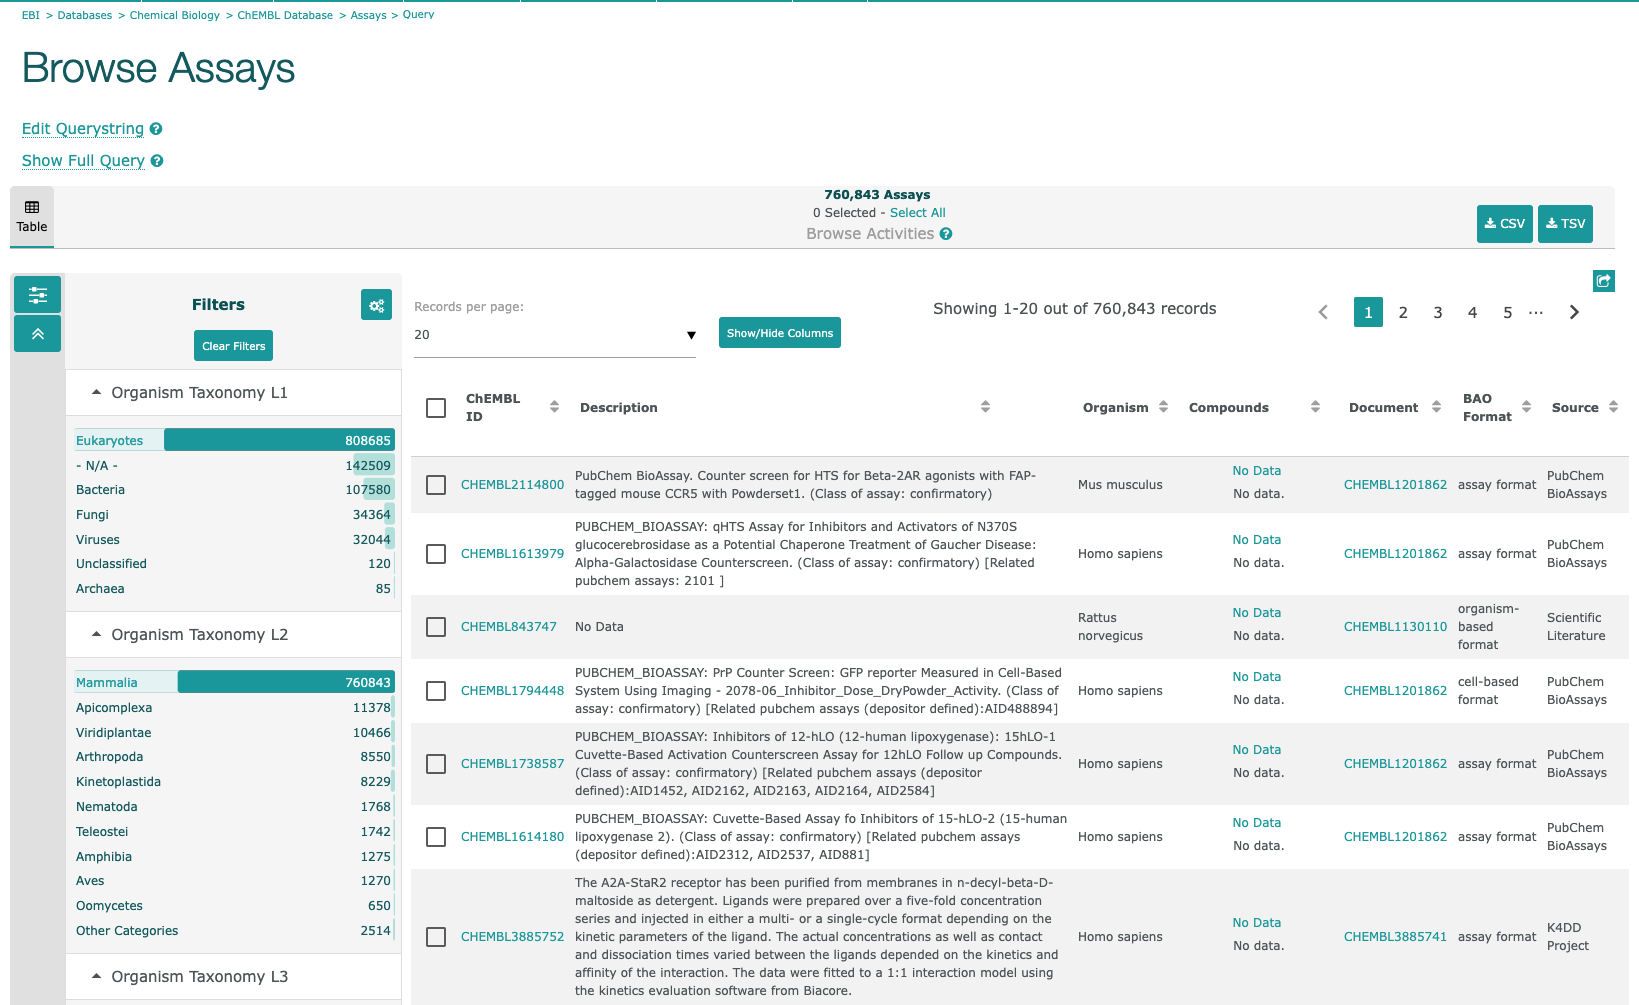 EBI > Databases > Chemical Biology > ChEMBL Database > Assays > Query
Browse Assays
Edit Querystring ?
Show Full Query ?
Table
760,843 Assays
0 Selected - Select All
Browse Activities ?
CSV
TSV
Filters
Clear Filters
Organism Taxonomy L1
Eukaryotes 808685
- N/A - 142509
Bacteria 107580
Fungi 34364
Viruses 32044
Unclassified 120
Archaea 85
Organism Taxonomy L2
Mammalia 760843
Apicomplexa 11378
Viridiplantae 10466
Arthropoda 8550
Kinetoplastida 8229
Nematoda 1768
Teleostei 1742
Amphibia 1275
Aves 1270
Oomycetes 650
Other Categories 2514
Organism Taxonomy L3
Records per page:
20
Show/Hide Columns
Showing 1-20 out of 760,843 records
1 2 3 4 5 ...
ChEMBL
ID
Description
Organism
Compounds
Document
BAO
Format
Source
CHEMBL2114800
PubChem BioAssay. Counter screen for HTS for Beta-2AR agonists with FAP-
tagged mouse CCR5 with Powderset1. (Class of assay: confirmatory)
Mus musculus
No Data
No data.
CHEMBL1201862
assay format
PubChem
BioAssays
CHEMBL1613979
PUBCHEM_BIOASSAY: qHTS Assay for Inhibitors and Activators of N370S
glucocerebrosidase as a Potential Chaperone Treatment of Gaucher Disease:
Alpha-Galactosidase Counterscreen. (Class of assay: confirmatory) [Related
pubchem assays: 2101 ]
Homo sapiens
No Data
No data.
CHEMBL1201862
assay format
PubChem
BioAssays
CHEMBL843747
No Data
Rattus
norvegicus
No Data
No data.
CHEMBL1130110
organism-
based
format
Scientific
Literature
CHEMBL1794448
PUBCHEM_BIOASSAY: PrP Counter Screen: GFP reporter Measured in Cell-Based
System Using Imaging - 2078-06_Inhibitor_Dose_DryPowder_Activity. (Class of
assay: confirmatory) [Related pubchem assays (depositor defined):AID488894]
Homo sapiens
No Data
No data.
CHEMBL1201862
cell-based
format
PubChem
BioAssays
CHEMBL1738587
PUBCHEM_BIOASSAY: Inhibitors of 12-hLO (12-human lipoxygenase): 15hLO-1
Cuvette-Based Activation Counterscreen Assay for 12hLO Follow up Compounds.
(Class of assay: confirmatory) [Related pubchem assays (depositor
defined):AID1452, AID2162, AID2163, AID2164, AID2584]
Homo sapiens
No Data
No data.
CHEMBL1201862
assay format
PubChem
BioAssays
CHEMBL1614180
PUBCHEM_BIOASSAY: Cuvette-Based Assay fo Inhibitors of 15-hLO-2 (15-human
lipoxygenase 2). (Class of assay: confirmatory) [Related pubchem assays
(depositor defined):AID2312, AID2537, AID881]
Homo sapiens
No Data
No data.
CHEMBL1201862
assay format
PubChem
BioAssays
CHEMBL3885752
The A2A-StaR2 receptor has been purified from membranes in n-decyl-beta-D-
maltoside as detergent. Ligands were prepared over a five-fold concentration
series and injected in either a multi- or a single-cycle format depending on the
kinetic parameters of the ligand. The actual concentrations as well as contact
and dissociation times varied between the ligands depended on the kinetics and
affinity of the interaction. The data were fitted to a 1:1 interaction model using
the kinetics evaluation software from Biacore.
Homo sapiens
No Data
No data.
CHEMBL3885741
assay format
K4DD
Project